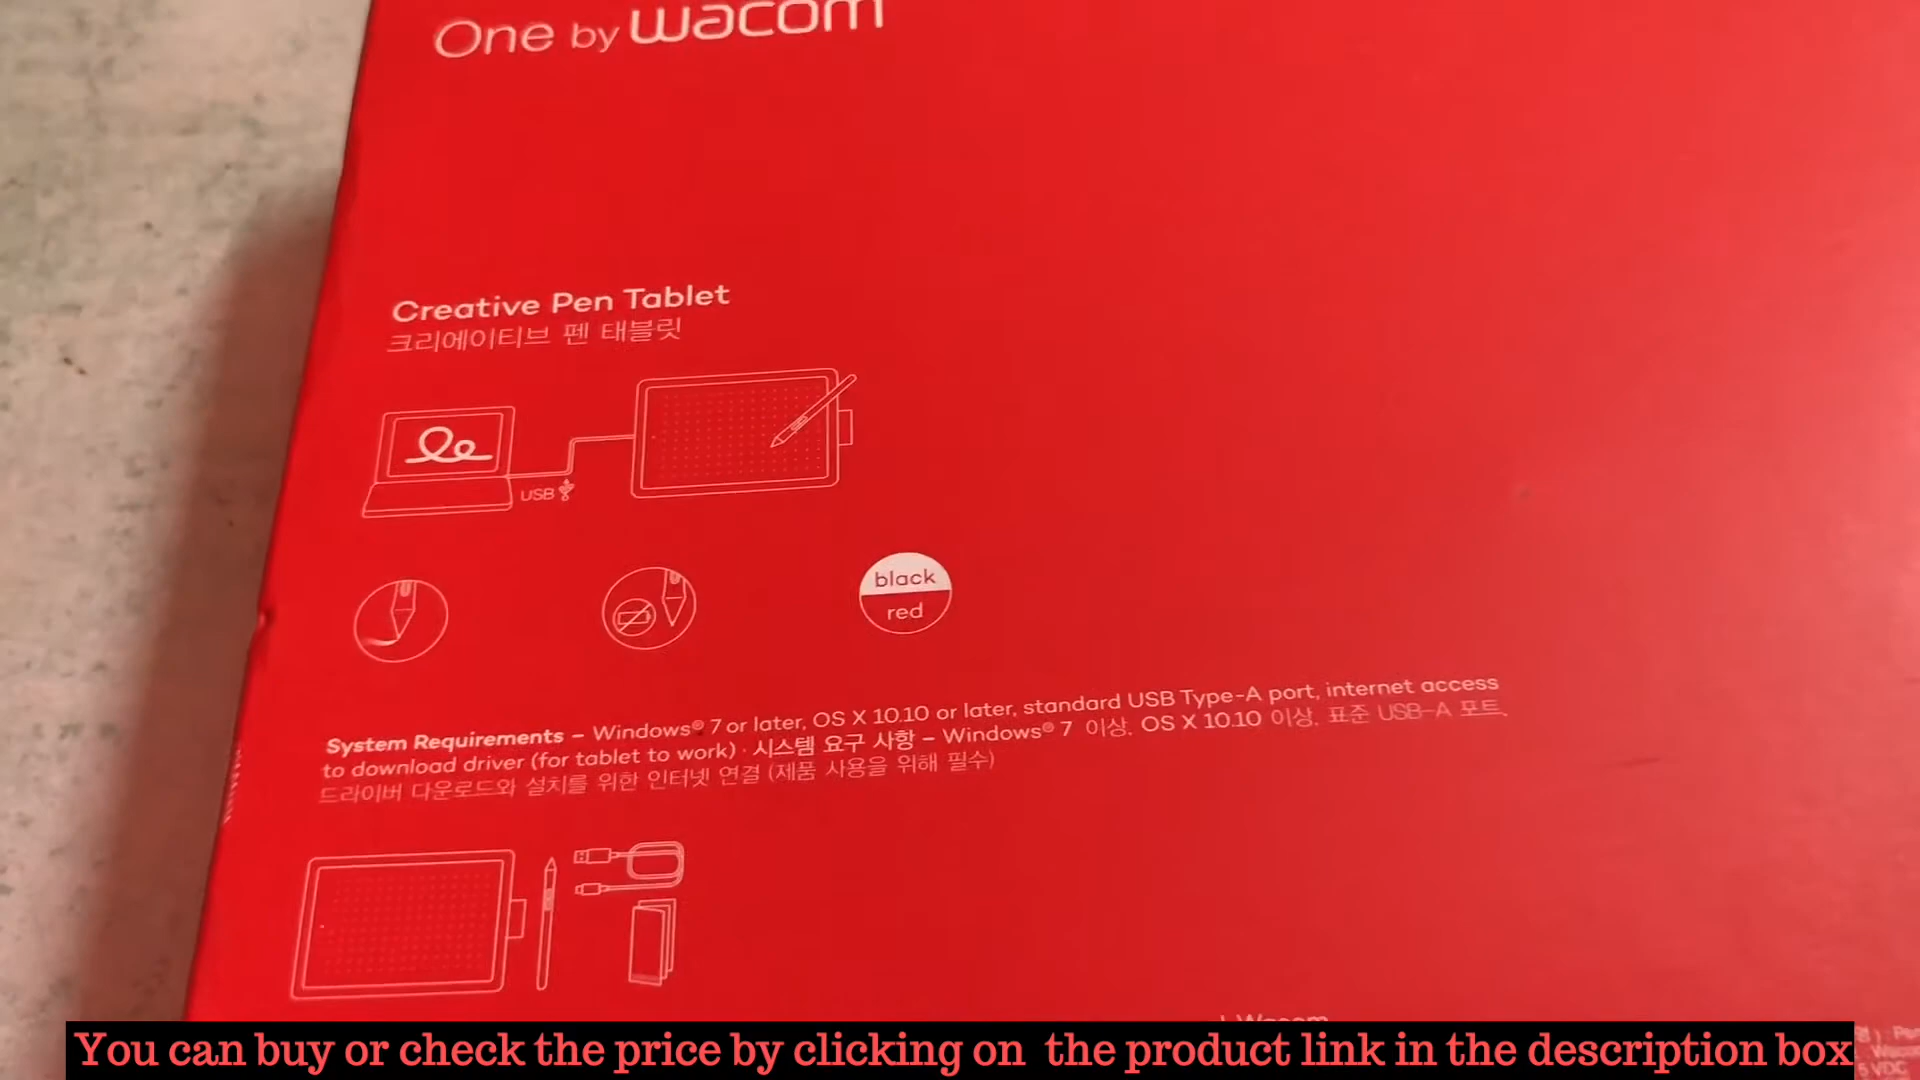 One by wacom
Creative Pen Tablet
크리에이티브 펜 태블릿
USB
black
red
System Requirements – Windows® 7 or later, OS X 10.10 or later, standard USB Type-A port, internet access
to download driver (for tablet to work) · 시스템 요구 사항 – Windows® 7 이상, OS X 10.10 이상, 표준 USB-A 포트,
드라이버 다운로드와 설치를 위한 인터넷 연결 (제품 사용을 위해 필수)
Wacom
You can buy or check the price by clicking on the product link in the description box
5 VDC